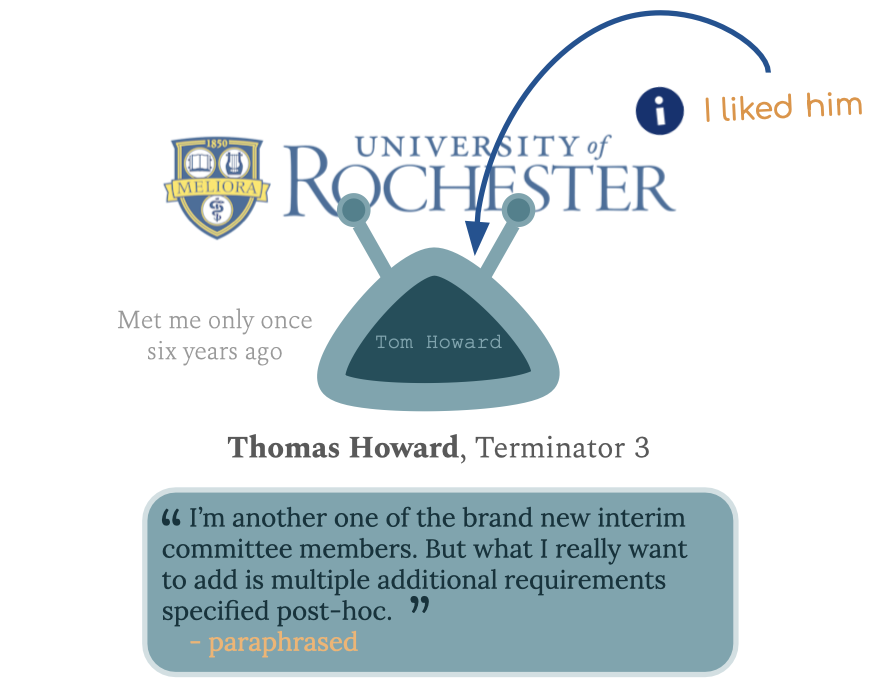 I liked him
1850
MELIORA
UNIVERSITY of
ROCHESTER
Met me only once
six years ago
Tom Howard
Thomas Howard, Terminator 3
“ I’m another one of the brand new interim
committee members. But what I really want
to add is multiple additional requirements
specified post-hoc. ”
- paraphrased